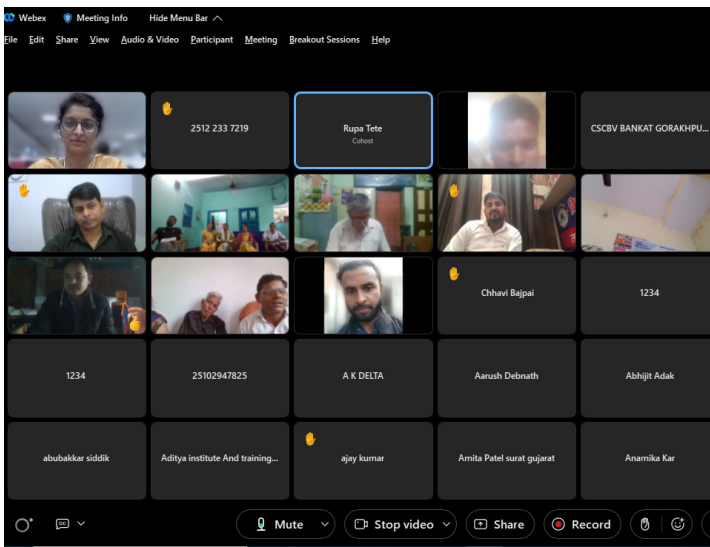 Webex Meeting Info Hide Menu Bar
File Edit Share View Audio & Video Participant Meeting Breakout Sessions Help
2512 233 7219
Rupa Tete
Cohost
CSCBV BANKAT GORAKHPU...
Chhavi Bajpai
1234
1234
25102947825
A K DELTA
Aarush Debnath
Abhijit Adak
abubakkar siddik
Aditya institute And training...
ajay kumar
Amita Patel surat gujarat
Anamika Kar
CC
Mute
Stop video
Share
Record